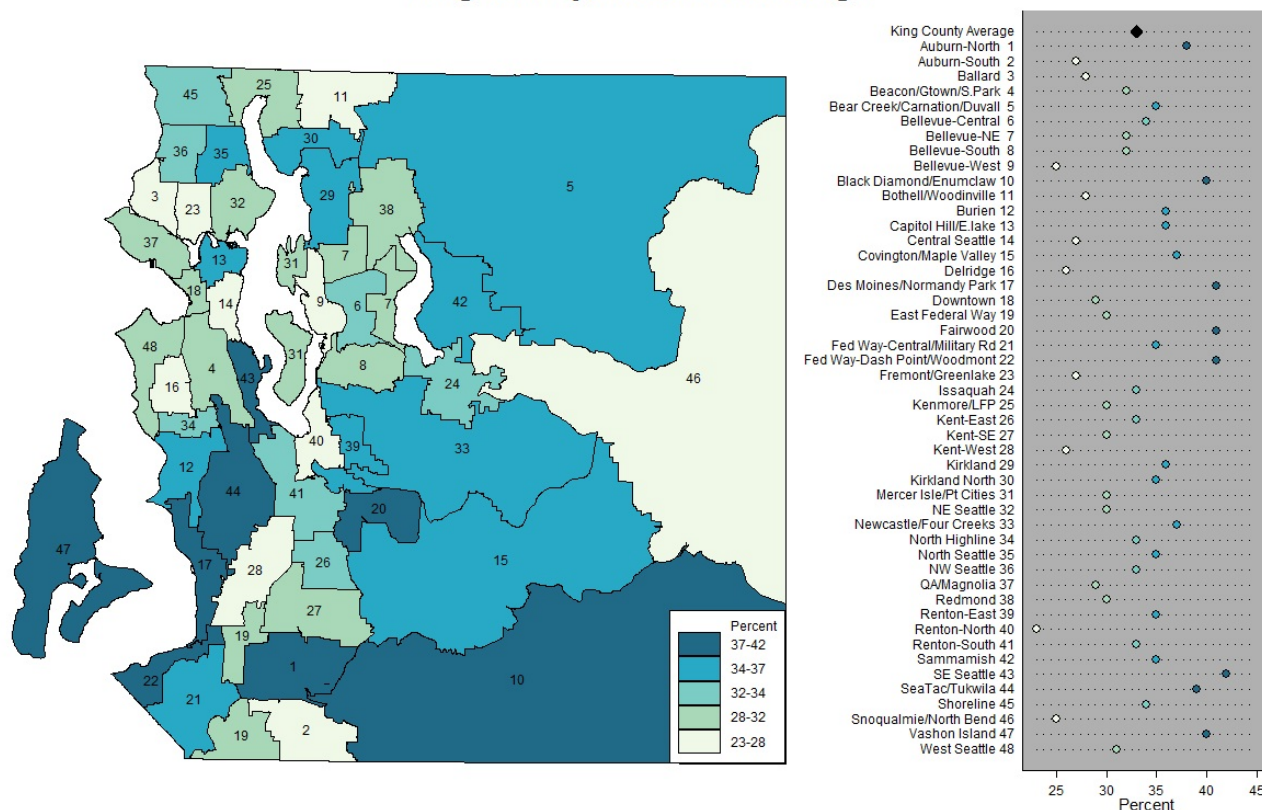 45
25
11
36
35
30
5
3
23
32
29
38
37
13
31
7
18
14
9
6
7
42
48
16
4
43
31
8
24
46
34
12
40
39
33
44
41
20
47
17
28
26
15
27
19
1
22
21
10
19
2
Percent
37-42
34-37
32-34
28-32
23-28
King County Average
Auburn-North 1
Auburn-South 2
Ballard 3
Beacon/Gtown/S.Park 4
Bear Creek/Carnation/Duvall 5
Bellevue-Central 6
Bellevue-NE 7
Bellevue-South 8
Bellevue-West 9
Black Diamond/Enumclaw 10
Bothell/Woodinville 11
Burien 12
Capitol Hill/E.lake 13
Central Seattle 14
Covington/Maple Valley 15
Delridge 16
Des Moines/Normandy Park 17
Downtown 18
East Federal Way 19
Fairwood 20
Fed Way-Central/Military Rd 21
Fed Way-Dash Point/Woodmont 22
Fremont/Greenlake 23
Issaquah 24
Kenmore/LFP 25
Kent-East 26
Kent-SE 27
Kent-West 28
Kirkland 29
Kirkland North 30
Mercer Isle/Pt Cities 31
NE Seattle 32
Newcastle/Four Creeks 33
North Highline 34
North Seattle 35
NW Seattle 36
QA/Magnolia 37
Redmond 38
Renton-East 39
Renton-North 40
Renton-South 41
Sammamish 42
SE Seattle 43
SeaTac/Tukwila 44
Shoreline 45
Snoqualmie/North Bend 46
Vashon Island 47
West Seattle 48
25 30 35 40 45
Percent